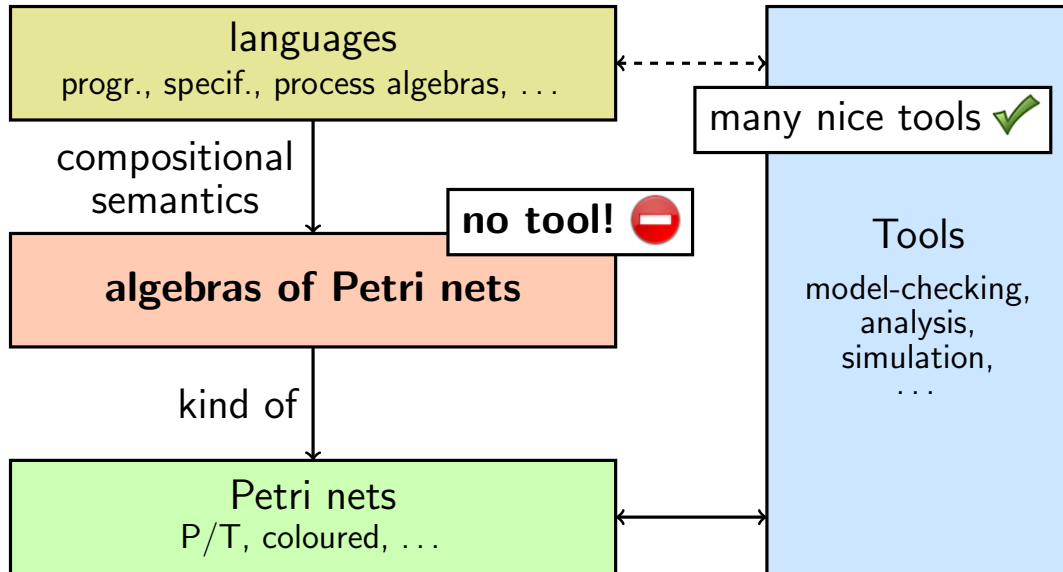 languages
progr., specif., process algebras, ...
many nice tools
compositional
semantics
no tool!
algebras of Petri nets
Tools
model-checking,
analysis,
simulation,
...
kind of
Petri nets
P/T, coloured, ...